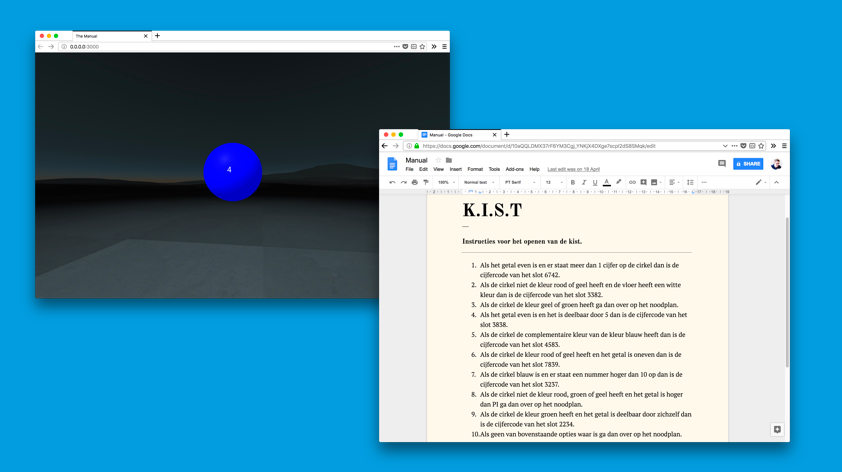 The Manual
0.0.0.0:3000
4
Manual - Google Docs
Manual
File Edit View Insert Format Tools Add-ons Help Last edit was on 18 April
SHARE
100% Normal text PT Serif 13 B I U A
K.I.S.T
—
Instructies voor het openen van de kist.
1. Als het getal even is en er staat meer dan 1 cijfer op de cirkel dan is de
cijfercode van het slot 6742.
2. Als de cirkel niet de kleur rood of geel heeft en de vloer heeft een witte
kleur dan is de cijfercode van het slot 3382.
3. Als de cirkel de kleur geel of groen heeft ga dan over op het noodplan.
4. Als het getal even is en het is deelbaar door 5 dan is de cijfercode van het
slot 3838.
5. Als de cirkel de complementaire kleur van de kleur blauw heeft dan is de
cijfercode van het slot 4583.
6. Als de cirkel de kleur rood of geel heeft en het getal is oneven dan is de
cijfercode van het slot 7839.
7. Als de cirkel blauw is en er staat een nummer hoger dan 10 op dan is de
cijfercode van het slot 3237.
8. Als de cirkel niet de kleur rood, groen of geel heeft en het getal is hoger
dan PI ga dan over op het noodplan.
9. Als de cirkel de kleur groen heeft en het getal is deelbaar door zichzelf dan
is de cijfercode van het slot 2234.
10. Als geen van bovenstaande opties waar is ga dan over op het noodplan.